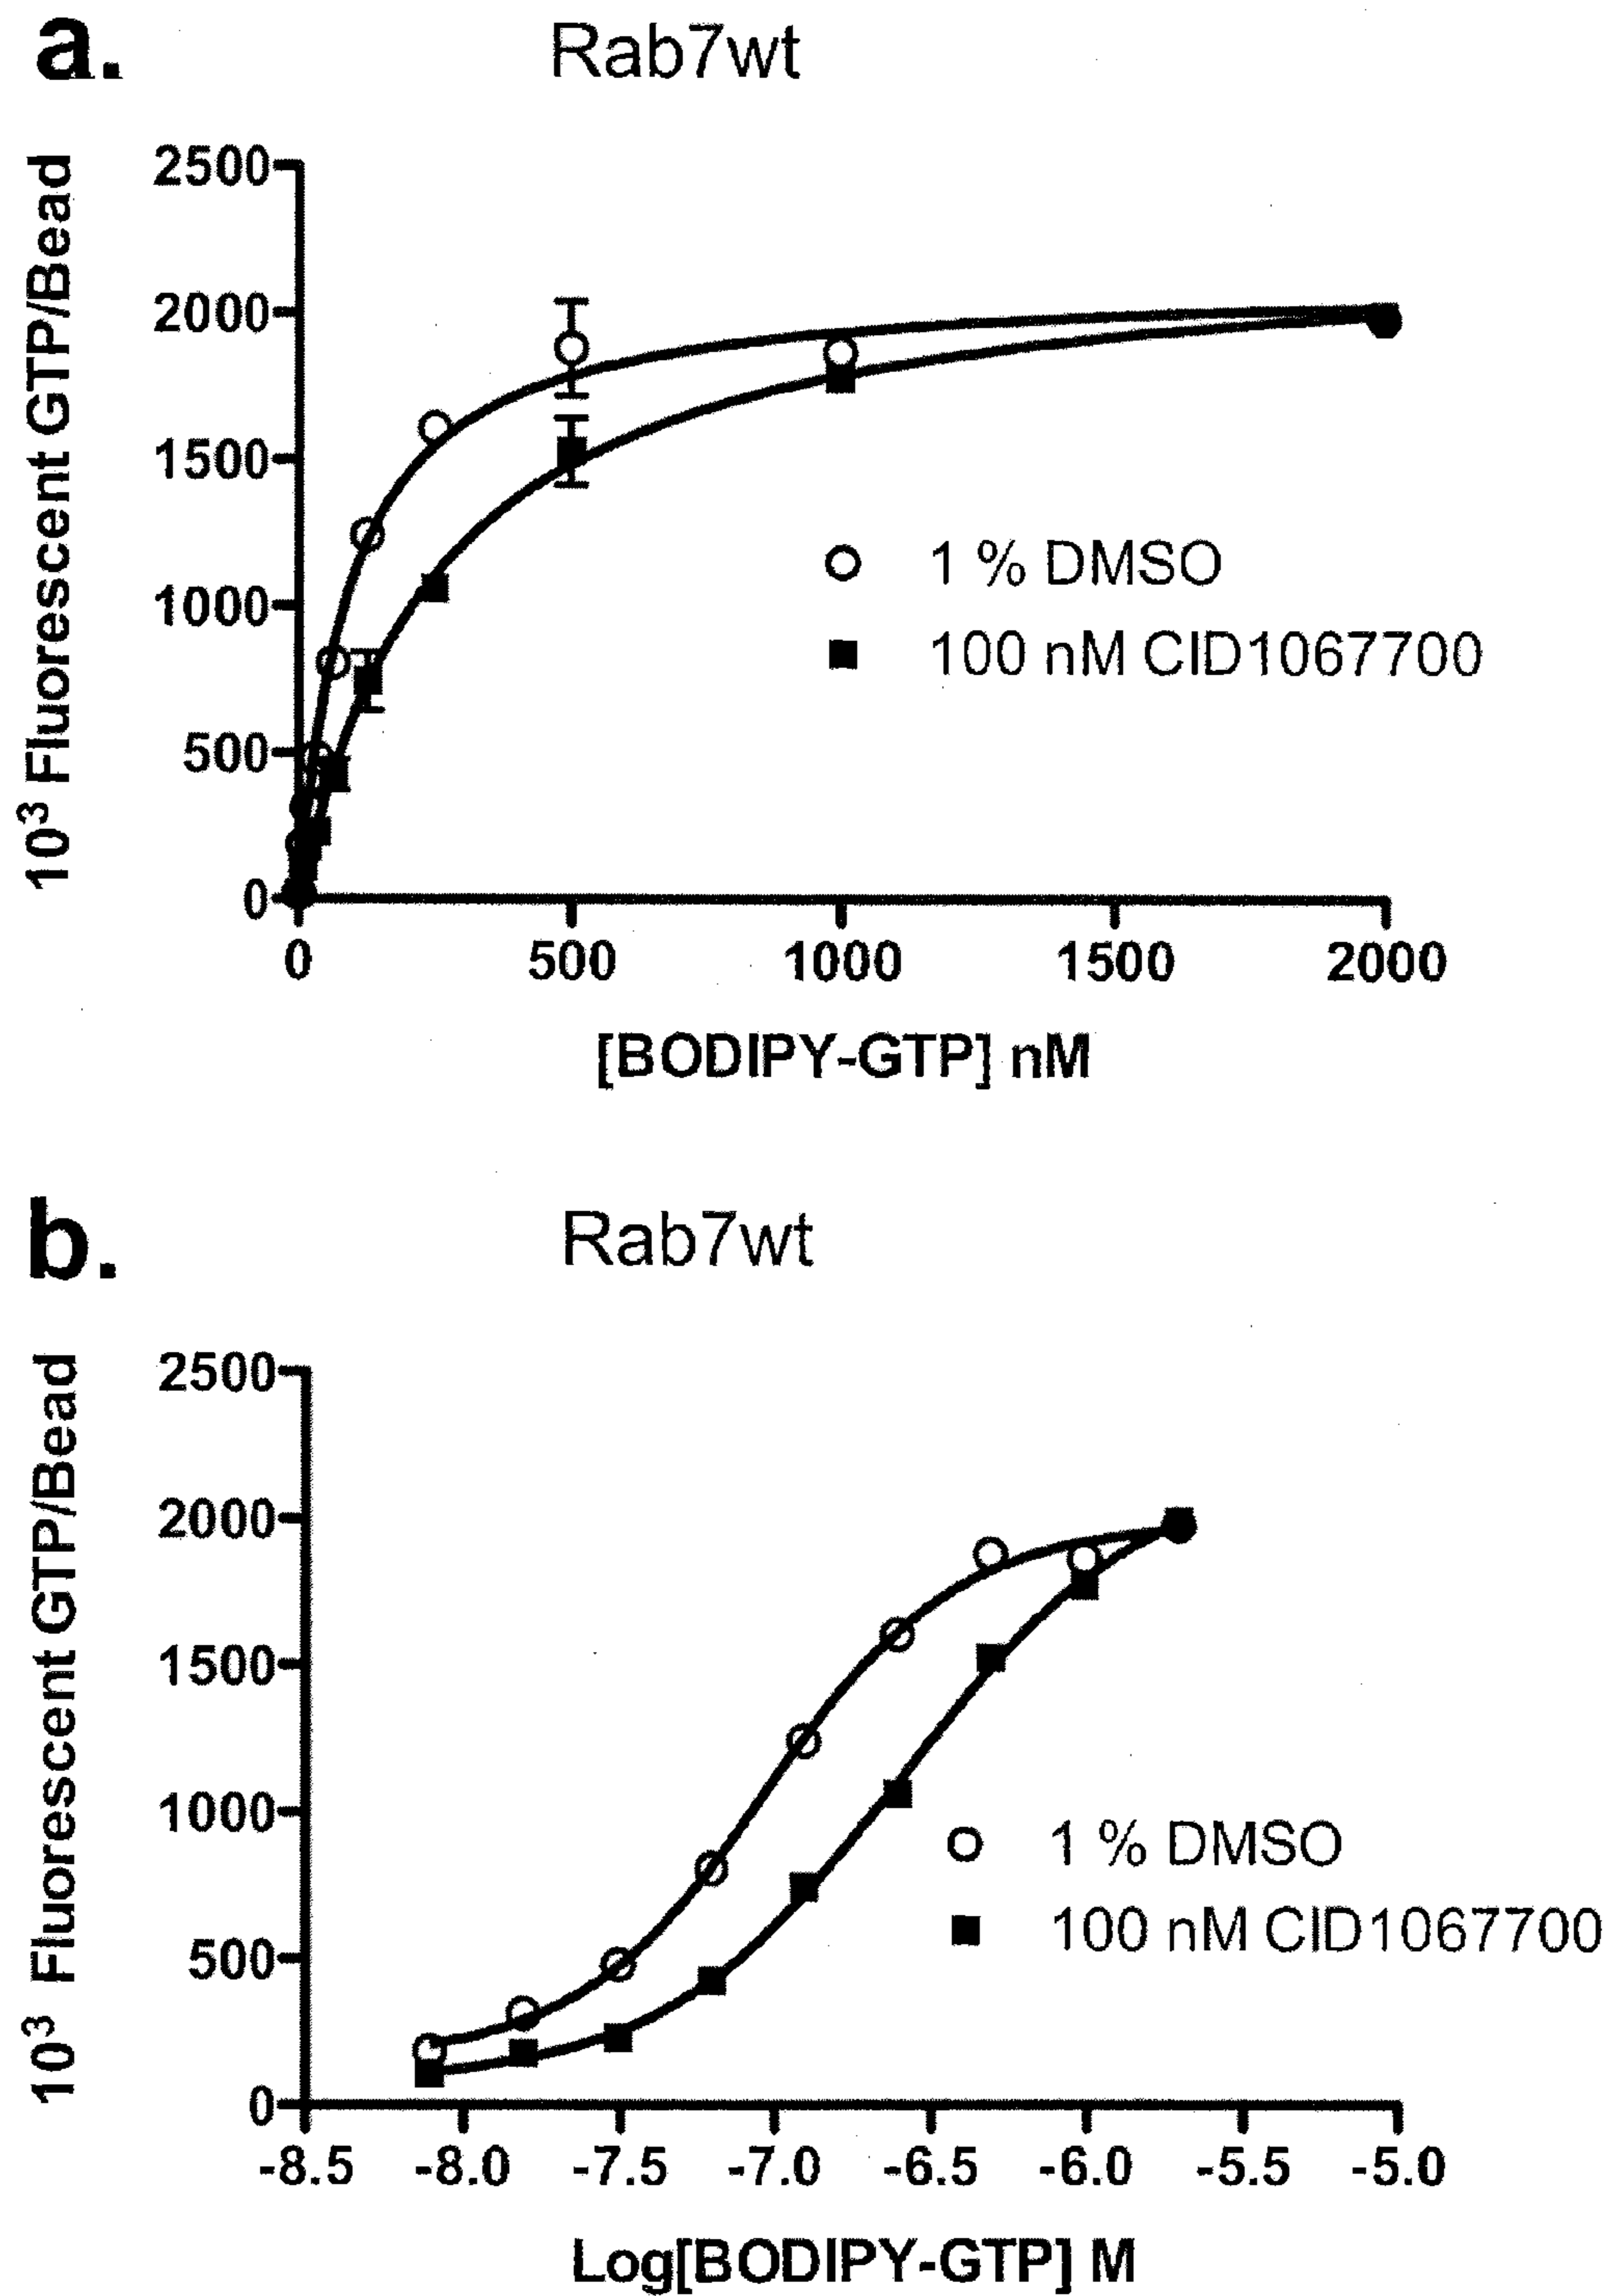 a.
Rab7wt
10³ Fluorescent GTP/Bead
2500
2000
1500
1000
500
0
0 500 1000 1500 2000
[BODIPY-GTP] nM
1 % DMSO
100 nM CID1067700
b.
Rab7wt
10³ Fluorescent GTP/Bead
2500
2000
1500
1000
500
0
-8.5 -8.0 -7.5 -7.0 -6.5 -6.0 -5.5 -5.0
Log[BODIPY-GTP] M
1 % DMSO
100 nM CID1067700